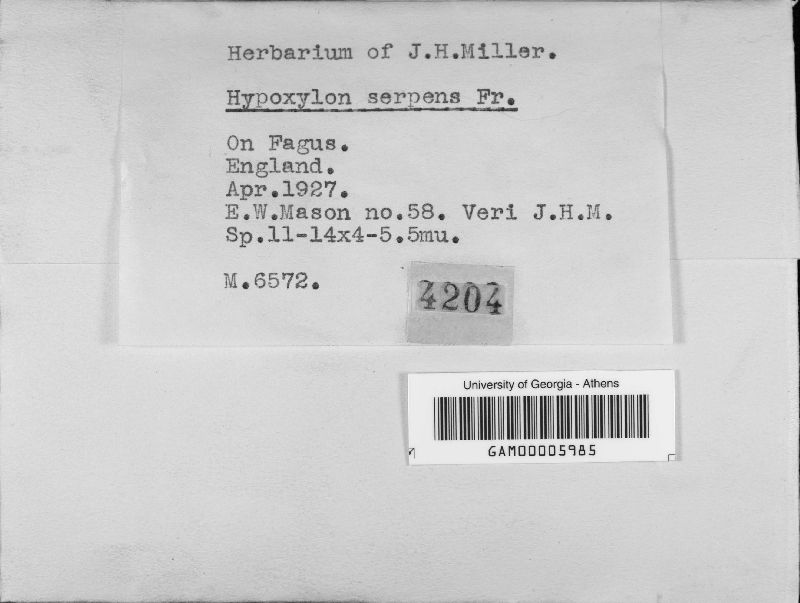 Herbarium of J.H.Miller.
Hypoxylon serpens Fr.
On Fagus.
England.
Apr.1927.
E.W.Mason no.58. Veri J.H.M.
Sp.11-14x4-5.5mu.
M.6572.
4204
University of Georgia - Athens
GAM00005985